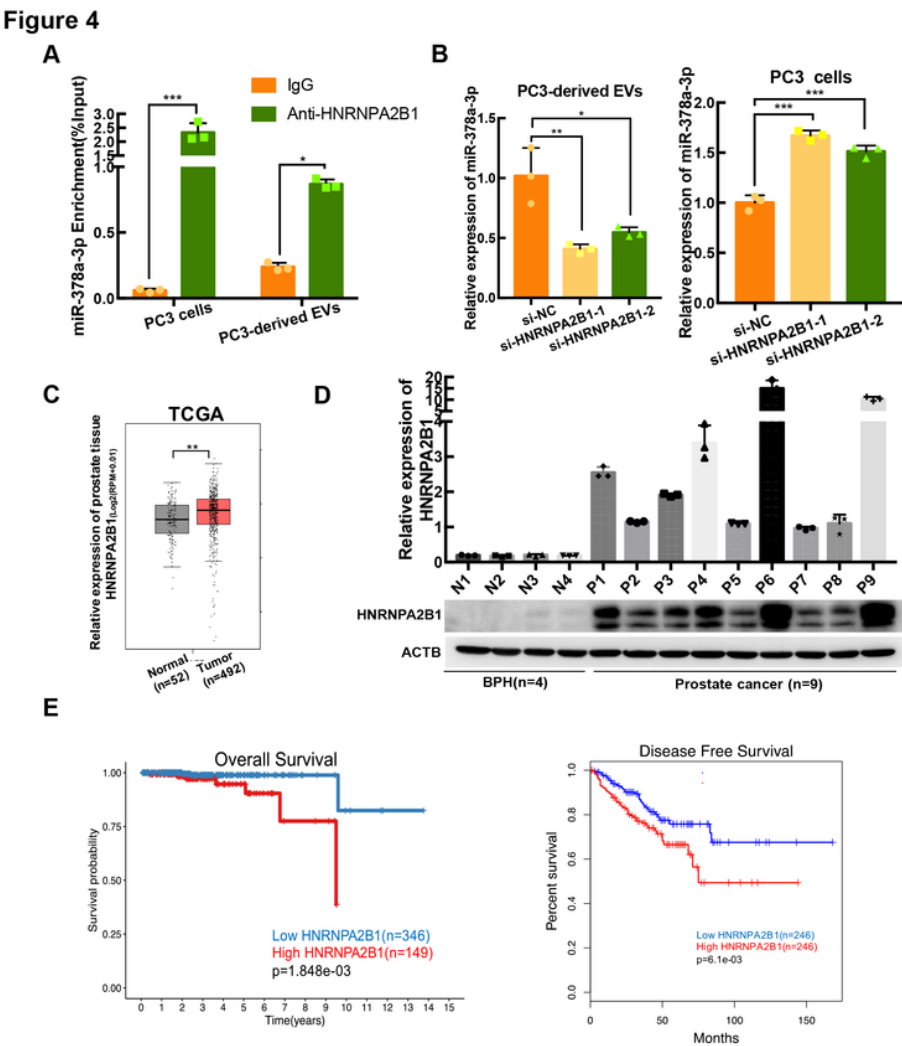 Figure 4
A
miR-378a-3p Enrichment(%Input)
3.0
2.5
2.0
1.5
1.0
0.5
0.0
***
*
IgG
Anti-HNRNPA2B1
PC3 cells
PC3-derived EVs
B
PC3-derived EVs
Relative expression of miR-378a-3p
1.5
1.0
0.5
0.0
*
**
si-NC
si-HNRNPA2B1-1
si-HNRNPA2B1-2
PC3 cells
Relative expression of miR-378a-3p
2.0
1.5
1.0
0.5
0.0
***
***
si-NC
si-HNRNPA2B1-1
si-HNRNPA2B1-2
C
TCGA
Relative expression of prostate tissue
HNRNPA2B1(Log2(RPM+0.01)
**
Normal
(n=52)
Tumor
(n=492)
D
Relative expression of
HNRNPA2B1
20
15
10
5
4
2
1
0
N1 N2 N3 N4 P1 P2 P3 P4 P5 P6 P7 P8 P9
HNRNPA2B1
ACTB
BPH(n=4)
Prostate cancer (n=9)
E
Overall Survival
Survival probability
1.00
0.75
0.50
0.25
0.00
Low HNRNPA2B1(n=346)
High HNRNPA2B1(n=149)
p=1.848e-03
0 1 2 3 4 5 6 7 8 9 10 11 12 13 14 15
Time(years)
Disease Free Survival
Percent survival
1.0
0.8
0.6
0.4
0.2
0.0
Low HNRNPA2B1(n=246)
High HNRNPA2B1(n=246)
p=6.1e-03
0 50 100 150
Months